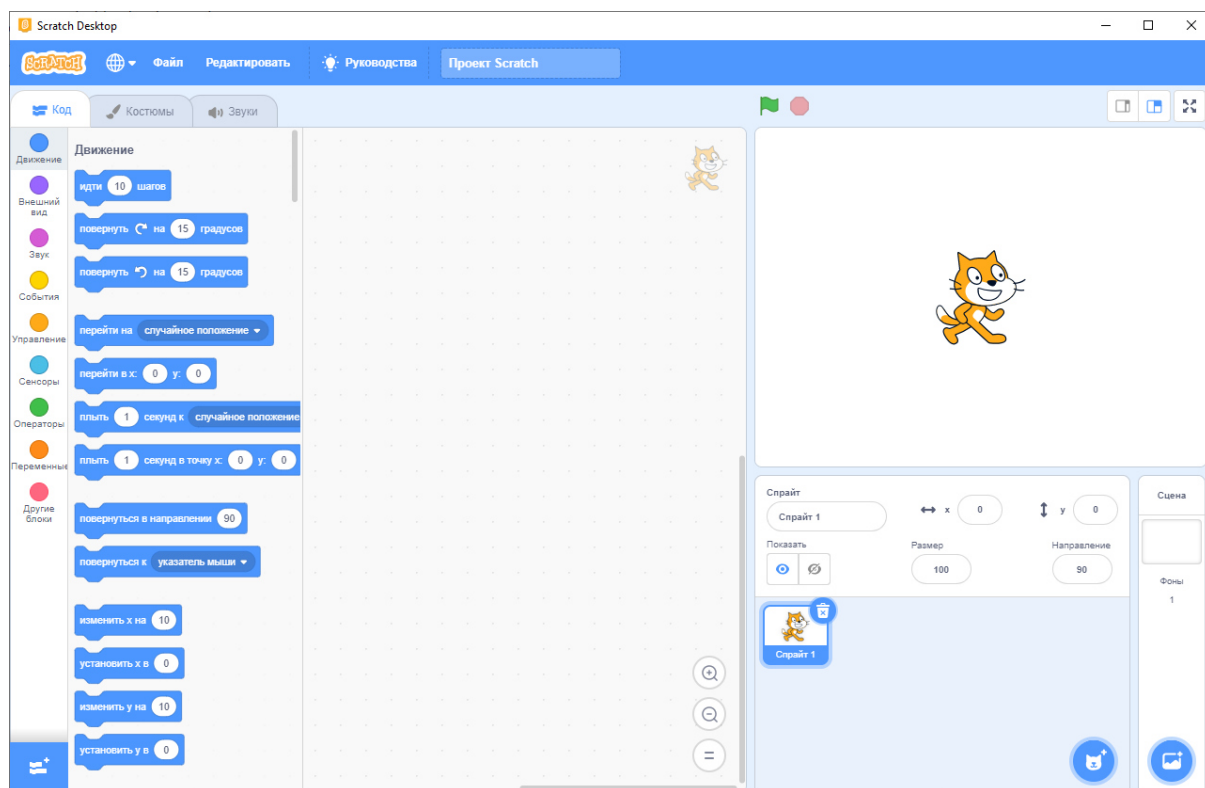 Scratch Desktop
SCRATCH
Файл Редактировать Руководства Проект Scratch
Код Костюмы Звуки
Движение
Внешний
вид
Звук
События
Управление
Сенсоры
Операторы
Переменные
Другие
блоки
Движение
идти 10 шагов
повернуть на 15 градусов
повернуть на 15 градусов
перейти на случайное положение
перейти в x: 0 y: 0
плыть 1 секунд к случайное положение
плыть 1 секунд в точку x: 0 y: 0
повернуться в направлении 90
повернуться к указатель мыши
изменить x на 10
установить x в 0
изменить y на 10
установить y в 0
Спрайт
Спрайт 1
x 0
y 0
Показать
Размер
100
Направление
90
Спрайт 1
Сцена
Фоны
1